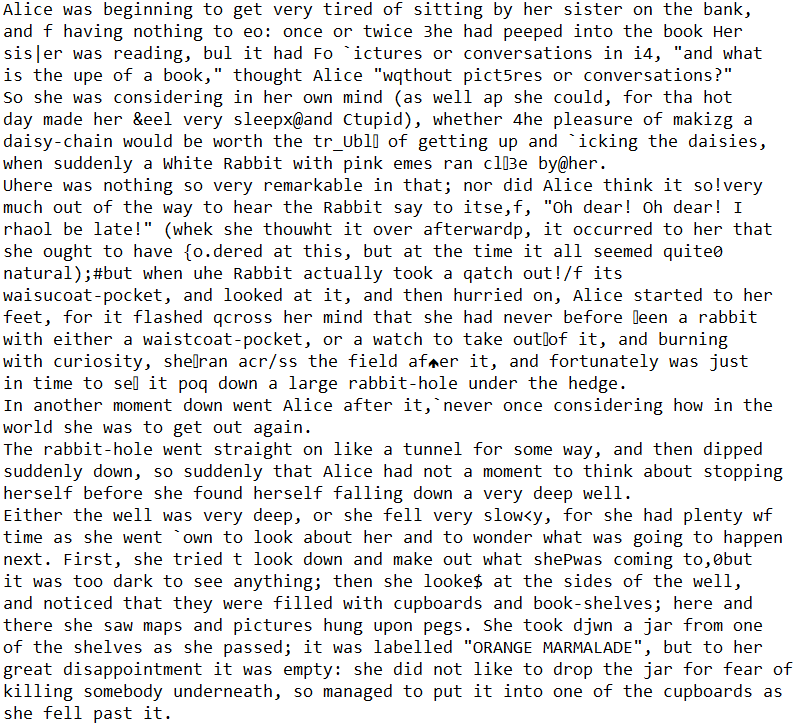 Alice was beginning to get very tired of sitting by her sister on the bank,
and f having nothing to eo: once or twice 3he had peeped into the book Her
sis|er was reading, bul it had Fo `ictures or conversations in i4, "and what
is the upe of a book," thought Alice "wqthout pict5res or conversations?"
So she was considering in her own mind (as well ap she could, for tha hot
day made her &eel very sleepx@and Ctupid), whether 4he pleasure of makizg a
daisy-chain would be worth the tr_Ubl▯ of getting up and `icking the daisies,
when suddenly a White Rabbit with pink emes ran cl▯3e by@her.
Uhere was nothing so very remarkable in that; nor did Alice think it so!very
much out of the way to hear the Rabbit say to itse,f, "Oh dear! Oh dear! I
rhaol be late!" (whek she thouwht it over afterwardp, it occurred to her that
she ought to have {o.dered at this, but at the time it all seemed quite0
natural);#but when uhe Rabbit actually took a qatch out!/f its
waisucoat-pocket, and looked at it, and then hurried on, Alice started to her
feet, for it flashed qcross her mind that she had never before ▯een a rabbit
with either a waistcoat-pocket, or a watch to take out▯of it, and burning
with curiosity, she▯ran acr/ss the field af♠er it, and fortunately was just
in time to se▯ it poq down a large rabbit-hole under the hedge.
In another moment down went Alice after it,`never once considering how in the
world she was to get out again.
The rabbit-hole went straight on like a tunnel for some way, and then dipped
suddenly down, so suddenly that Alice had not a moment to think about stopping
herself before she found herself falling down a very deep well.
Either the well was very deep, or she fell very slow<y, for she had plenty wf
time as she went `own to look about her and to wonder what was going to happen
next. First, she tried t look down and make out what shePwas coming to,0but
it was too dark to see anything; then she looke$ at the sides of the well,
and noticed that they were filled with cupboards and book-shelves; here and
there she saw maps and pictures hung upon pegs. She took djwn a jar from one
of the shelves as she passed; it was labelled "ORANGE MARMALADE", but to her
great disappointment it was empty: she did not like to drop the jar for fear of
killing somebody underneath, so managed to put it into one of the cupboards as
she fell past it.